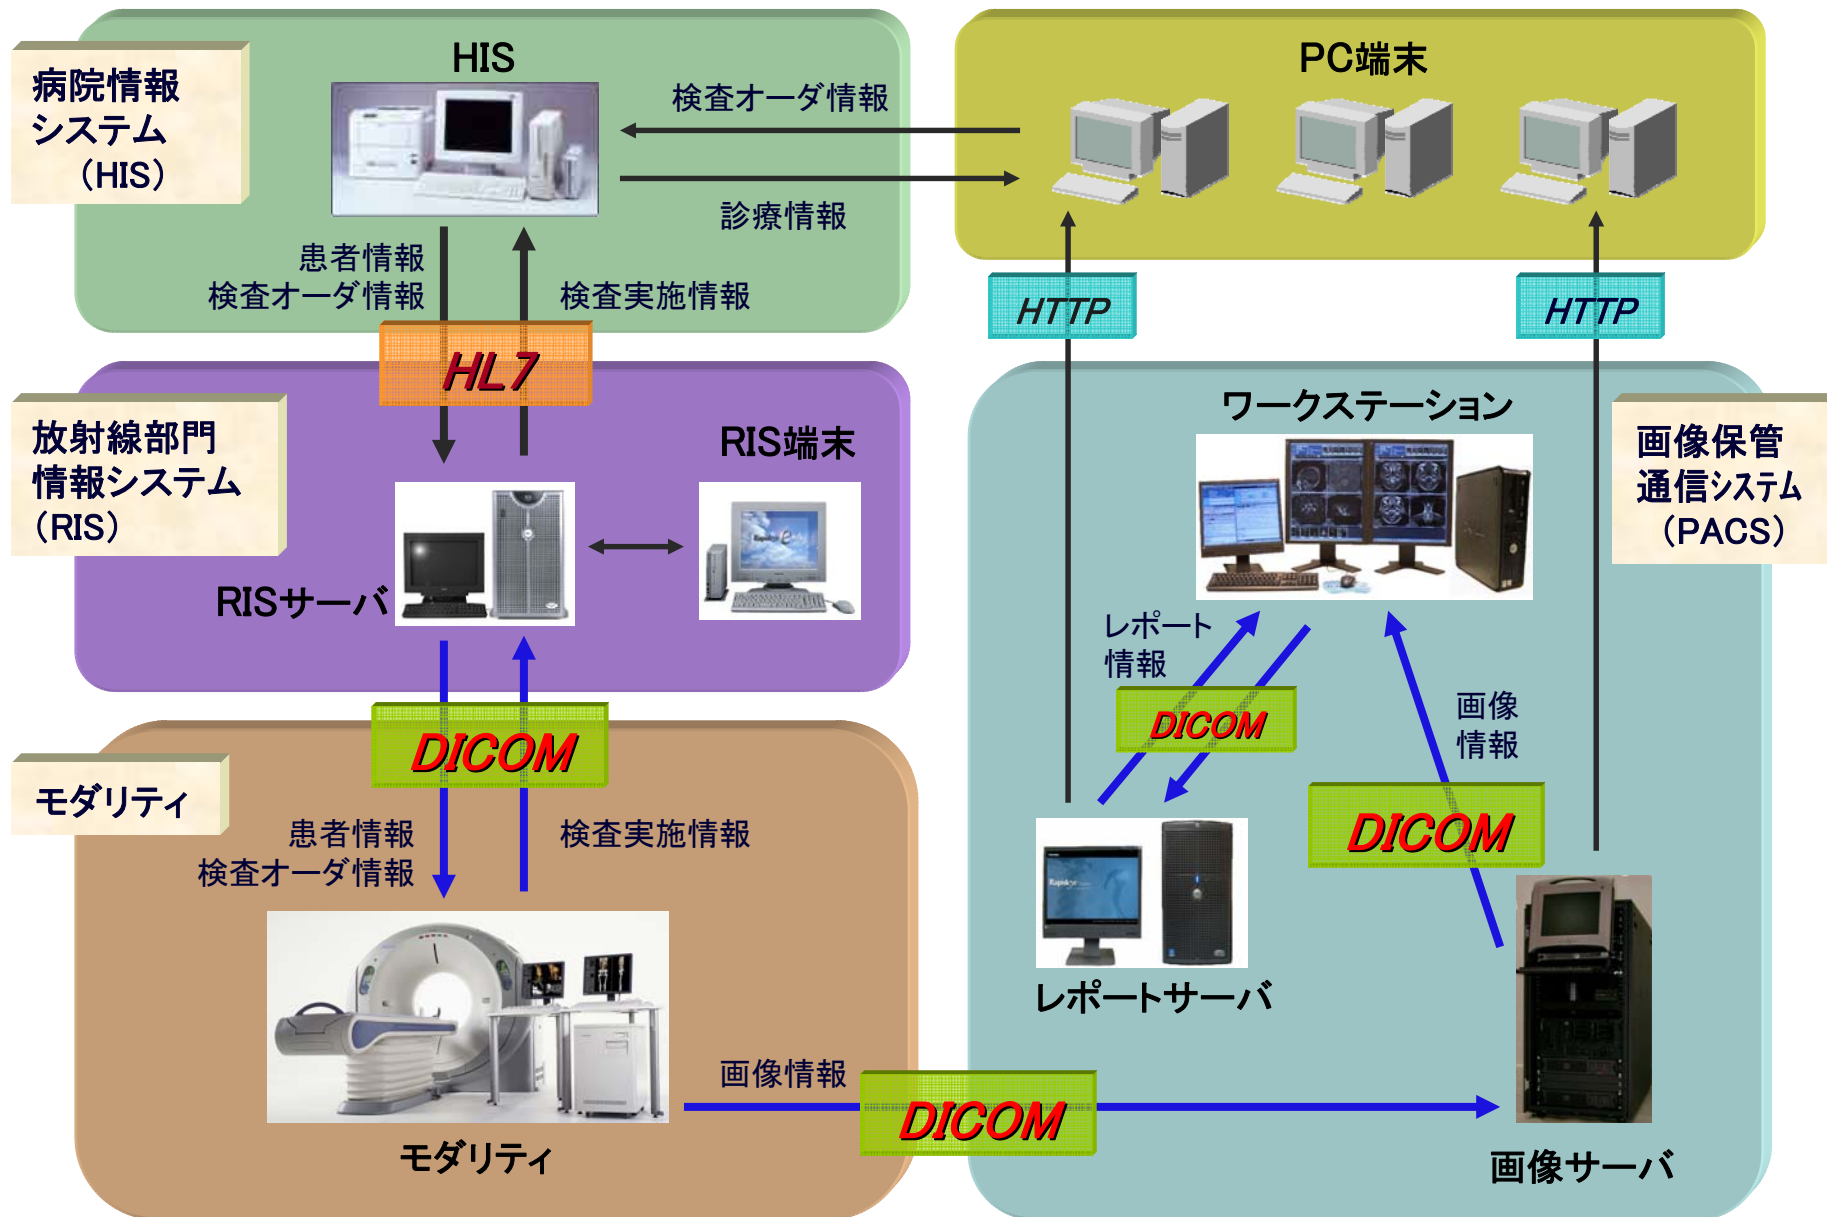 HIS
病院情報
システム
（HIS）
検査オーダ情報
診療情報
PC端末
患者情報
検査オーダ情報
検査実施情報
HL7
HTTP
HTTP
放射線部門
情報システム
（RIS）
RIS端末
RISサーバ
ワークステーション
画像保管
通信ｼｽﾃﾑ
（PACS）
レポート
情報
DICOM
画像
情報
DICOM
DICOM
モダリティ
患者情報
検査オーダ情報
検査実施情報
レポートサーバ
画像情報
DICOM
モダリティ
画像サーバ